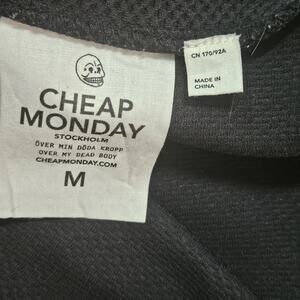 CHEAP
MONDAY
STOCKHOLM
ÖVER MIN DÖDA KROPP
OVER MY DEAD BODY
CHEAPMONDAY.COM
M
CN 170/92A
MADE IN
CHINA